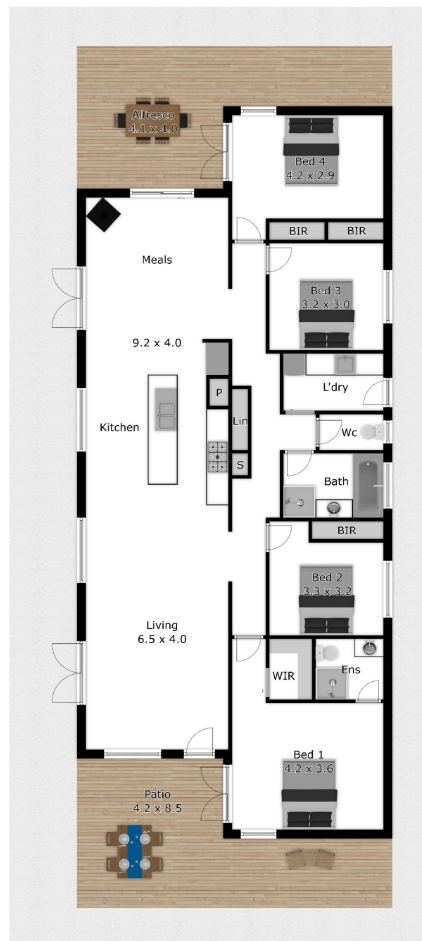 Alfresco
4.1 x 4.0
Bed 4
4.2 x 2.9
BIR
BIR
Meals
Bed 3
3.2 x 3.0
9.2 x 4.0
L'dry
P
Kitchen
Lin
Wc
S
Bath
BIR
Bed 2
3.3 x 3.2
Living
6.5 x 4.0
WIR
Ens
Bed 1
4.2 x 3.6
Patio
4.2 x 8.5